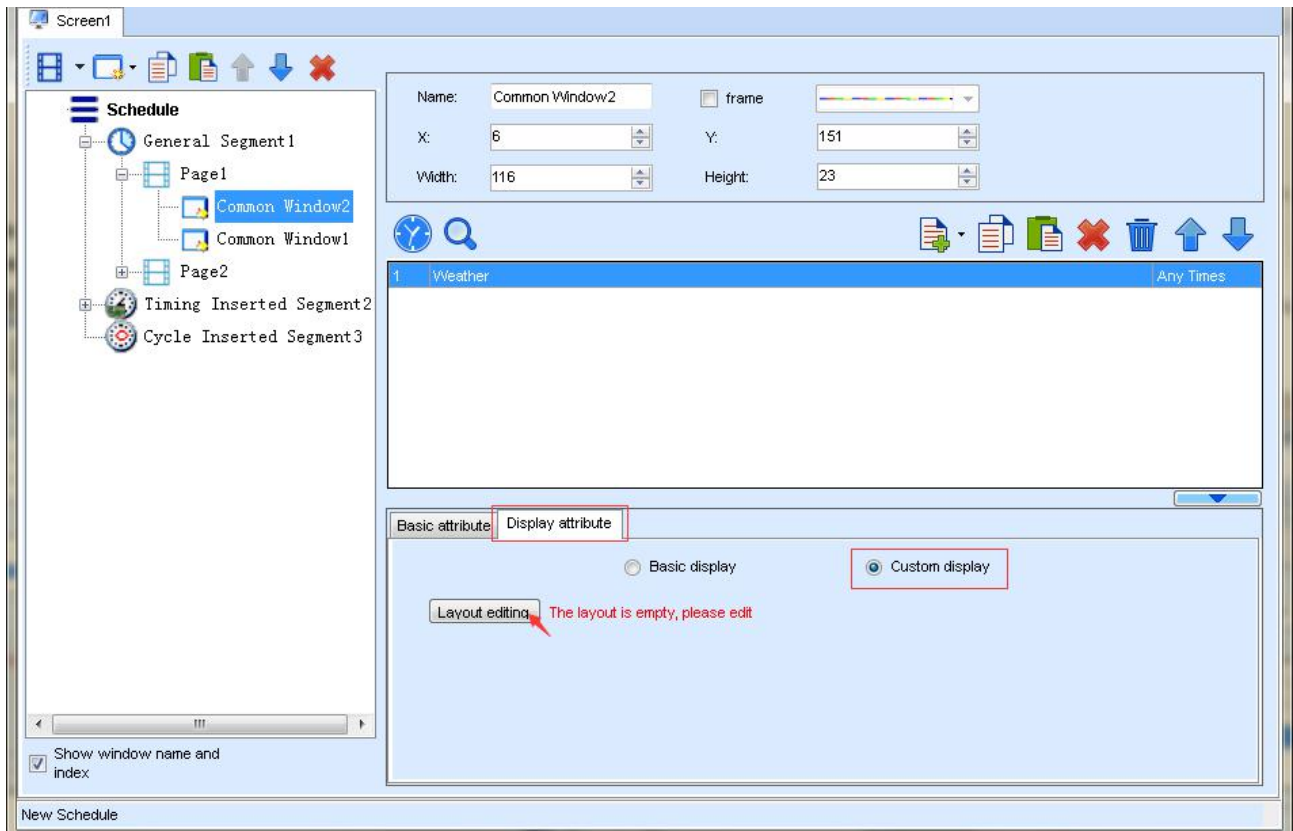 Screen1
Schedule
General Segment1
Page1
Common Window2
Common Window1
Page2
Timing Inserted Segment2
Cycle Inserted Segment3
Show window name and
index
Name: Common Window2 frame
X: 6 Y: 151
Width: 116 Height: 23
1 Weather Any Times
Basic attribute Display attribute
Basic display Custom display
Layout editing The layout is empty, please edit
New Schedule